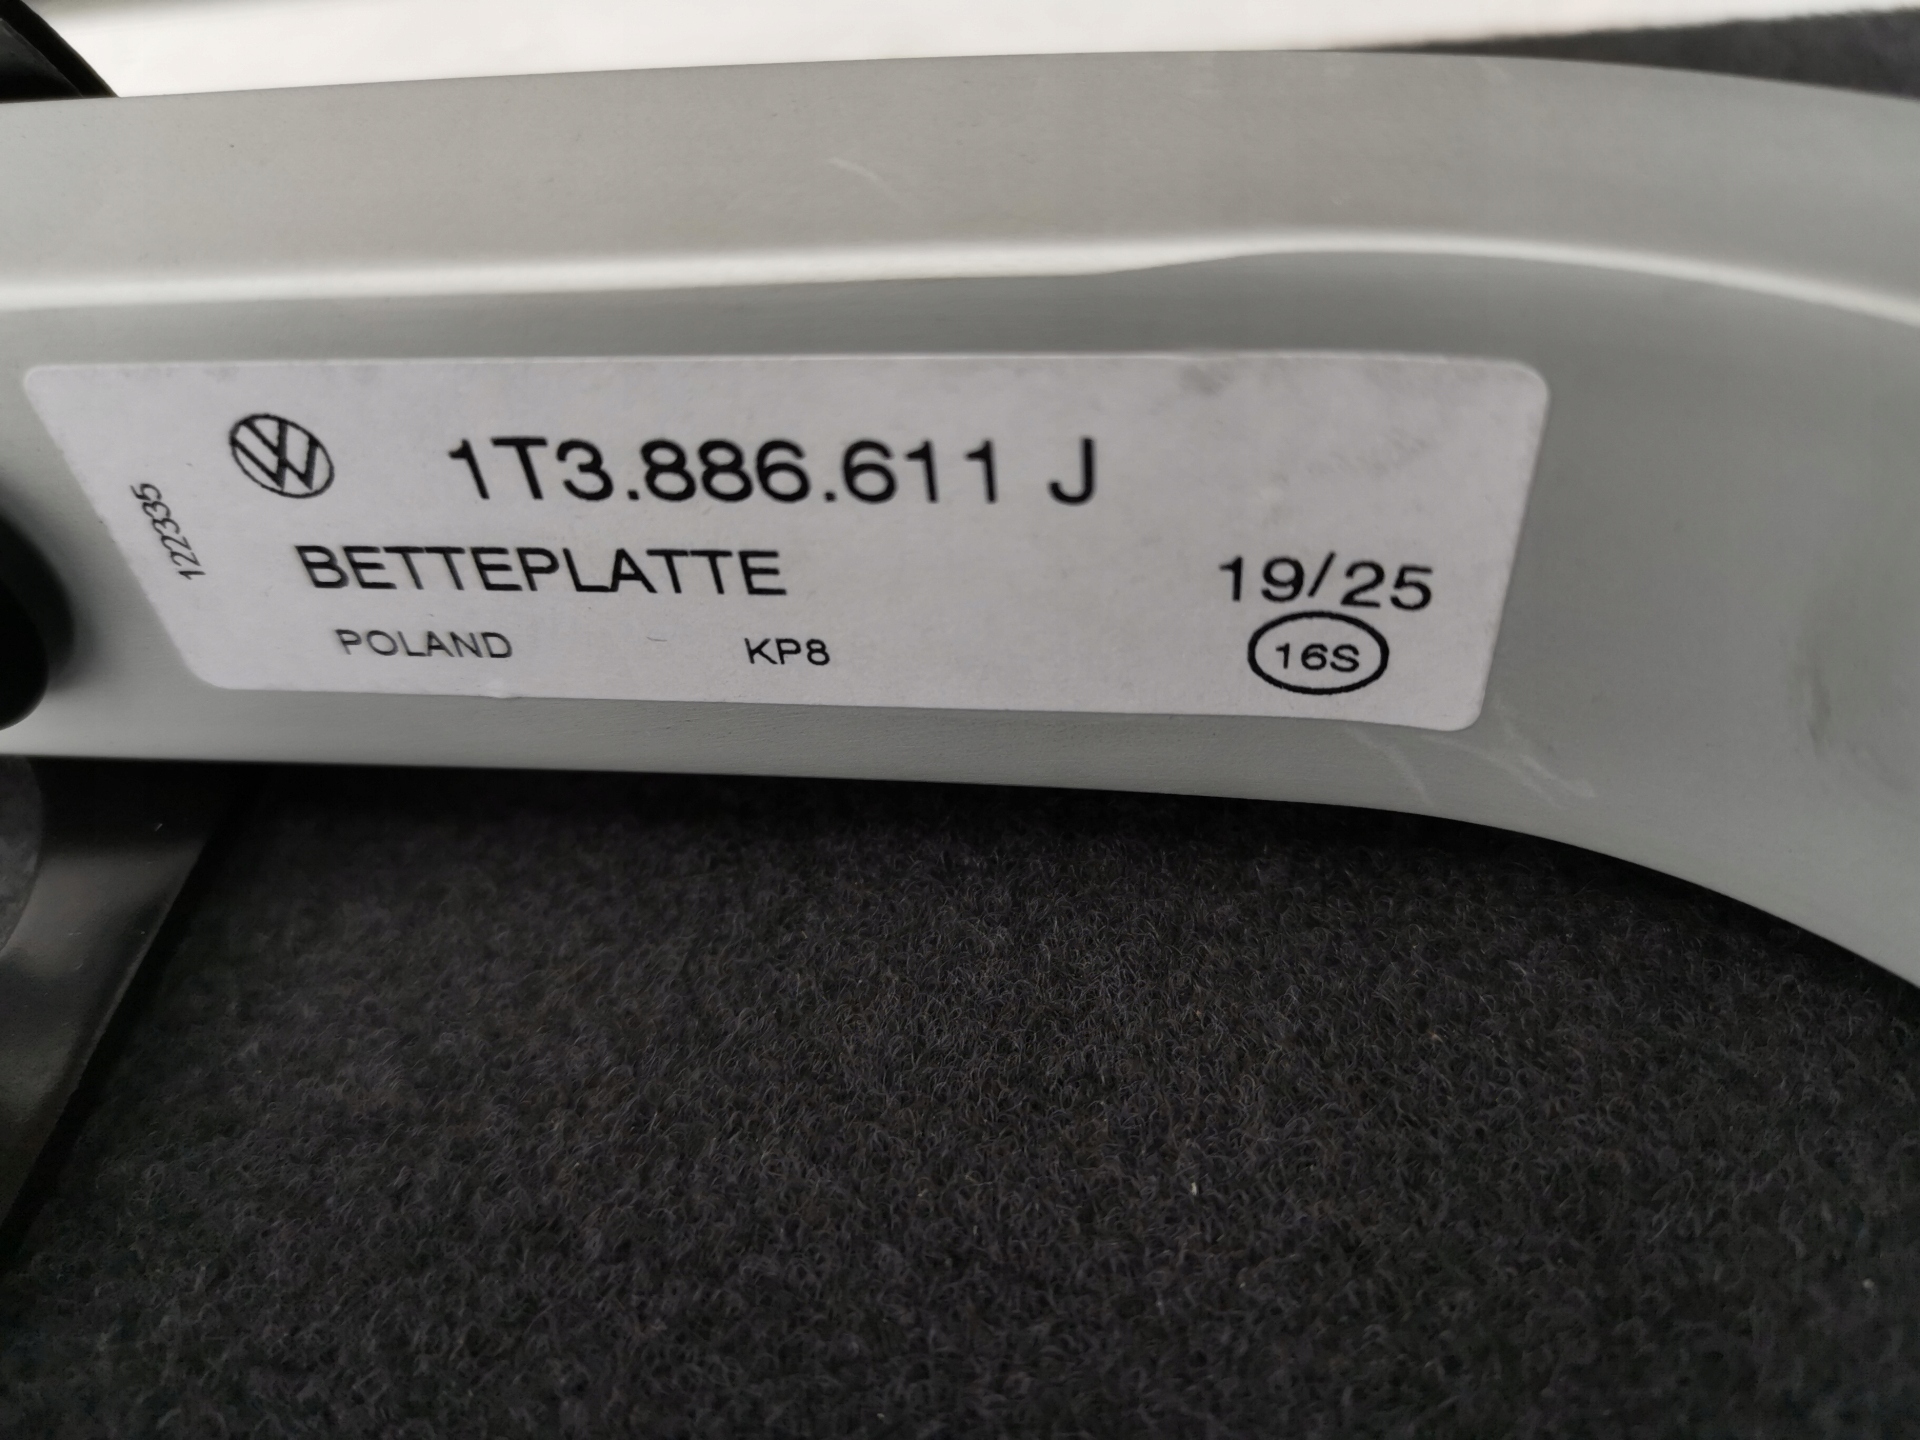 1T3.886.611 J
BETTEPLATTE
19/25
POLAND
KP8
16S
122335